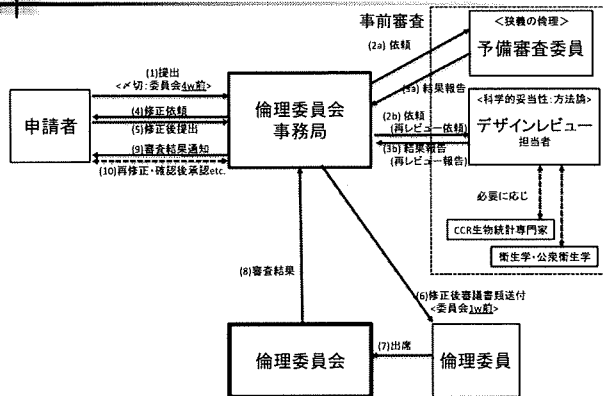 事前審査
<狭義の倫理>
予備審査委員
(2a) 依頼
(3a) 結果報告
(1)提出
<〆切:委員会4w前>
(4)修正依頼
(5)修正後提出
(9)審査結果通知
(10)再修正・確認後承認etc.
申請者
倫理委員会
事務局
(2b) 依頼
(再レビュー依頼)
(3b) 結果報告
(再レビュー報告)
<科学的妥当性:方法論>
デザインレビュー
担当者
必要に応じ
CCR生物統計専門家
衛生学・公衆衛生学
(8)審査結果
(6)修正後審議書類送付
<委員会1w前>
(7)出席
倫理委員会
倫理委員